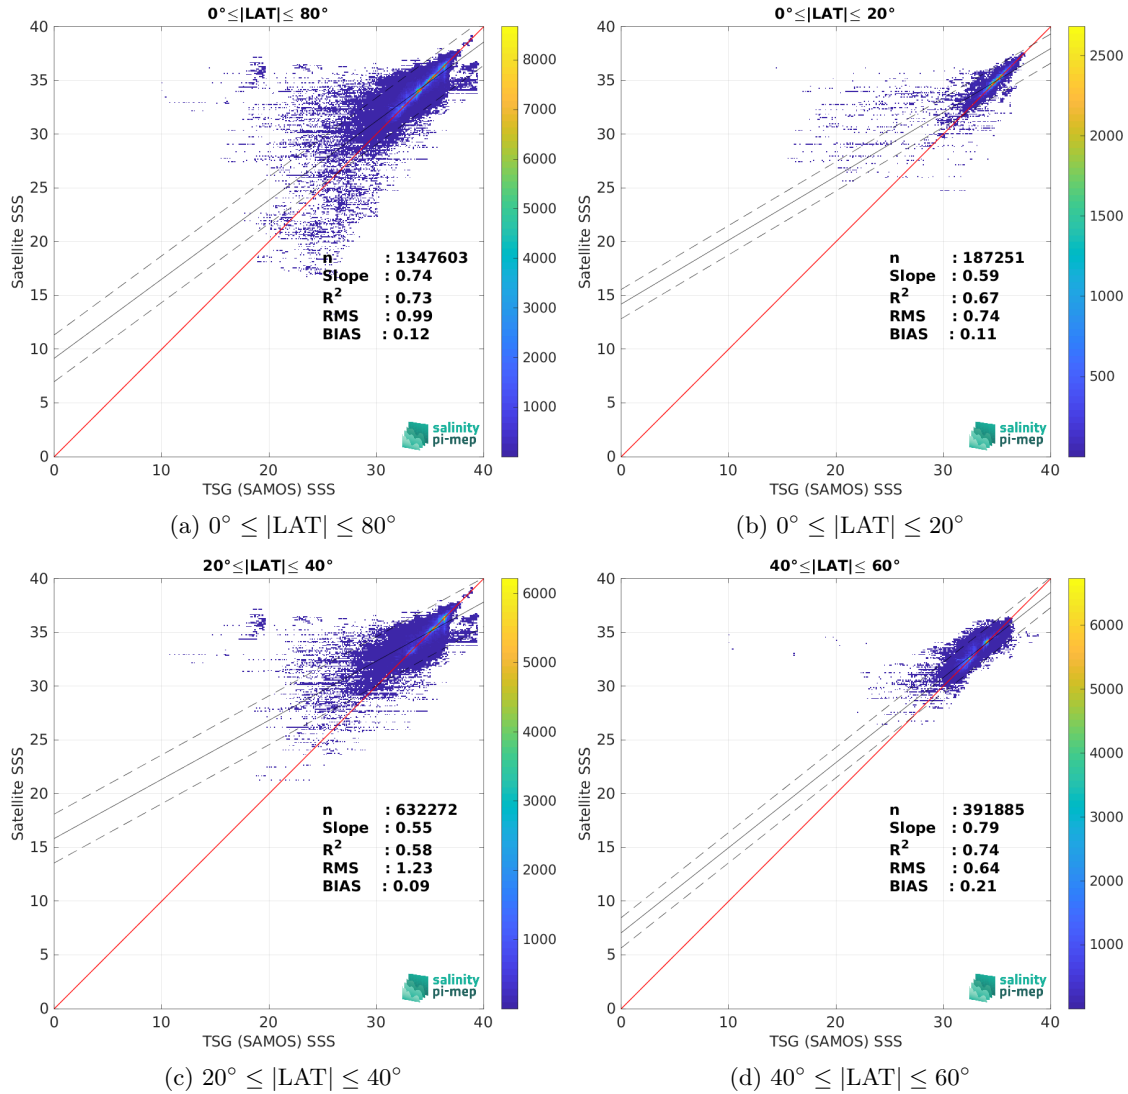 0°≤|LAT|≤ 80°
40
35
30
25
20
15
10
5
0
Satellite SSS
n : 1347603
Slope : 0.74
R² : 0.73
RMS : 0.99
BIAS : 0.12
salinity
pi-mep
0 10 20 30 40
TSG (SAMOS) SSS
8000
7000
6000
5000
4000
3000
2000
1000
(a) 0° ≤ |LAT| ≤ 80°
0°≤|LAT|≤ 20°
40
35
30
25
20
15
10
5
0
Satellite SSS
n : 187251
Slope : 0.59
R² : 0.67
RMS : 0.74
BIAS : 0.11
salinity
pi-mep
0 10 20 30 40
TSG (SAMOS) SSS
2500
2000
1500
1000
500
(b) 0° ≤ |LAT| ≤ 20°
20°≤|LAT|≤ 40°
40
35
30
25
20
15
10
5
0
Satellite SSS
n : 632272
Slope : 0.55
R² : 0.58
RMS : 1.23
BIAS : 0.09
salinity
pi-mep
0 10 20 30 40
TSG (SAMOS) SSS
6000
5000
4000
3000
2000
1000
(c) 20° ≤ |LAT| ≤ 40°
40°≤|LAT|≤ 60°
40
35
30
25
20
15
10
5
0
Satellite SSS
n : 391885
Slope : 0.79
R² : 0.74
RMS : 0.64
BIAS : 0.21
salinity
pi-mep
0 10 20 30 40
TSG (SAMOS) SSS
6000
5000
4000
3000
2000
1000
(d) 40° ≤ |LAT| ≤ 60°